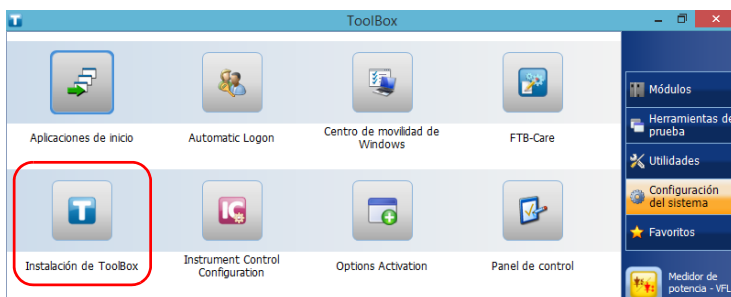 ToolBox
Aplicaciones de inicio
Automatic Logon
Centro de movilidad de
Windows
FTB-Care
Instalación de ToolBox
Instrument Control
Configuration
Options Activation
Panel de control
Módulos
Herramientas de
prueba
Utilidades
Configuración
del sistema
Favoritos
Medidor de
potencia - VFL